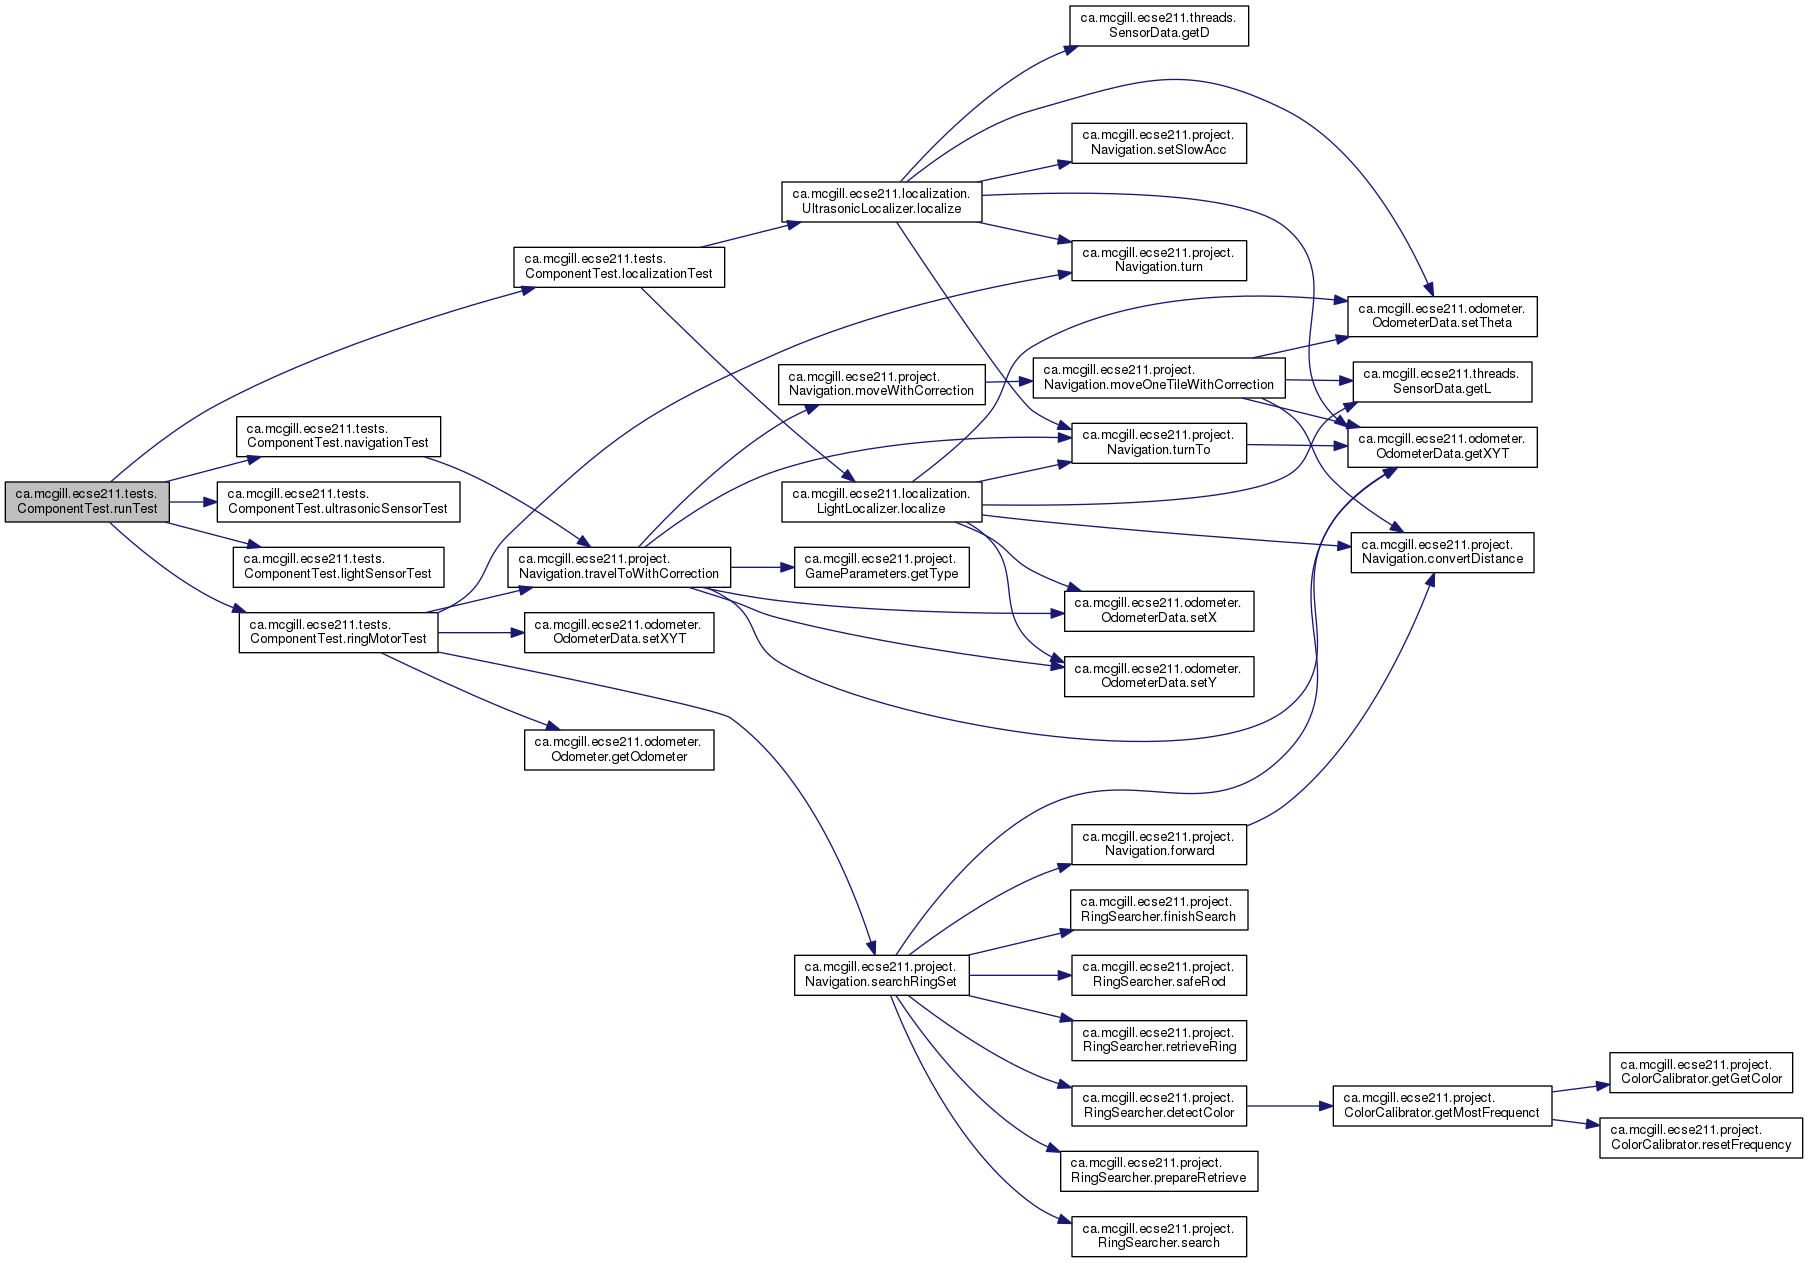 ca.mcgill.ecse211.tests.
ComponentTest.runTest
ca.mcgill.ecse211.tests.
ComponentTest.localizationTest
ca.mcgill.ecse211.tests.
ComponentTest.navigationTest
ca.mcgill.ecse211.tests.
ComponentTest.ultrasonicSensorTest
ca.mcgill.ecse211.tests.
ComponentTest.lightSensorTest
ca.mcgill.ecse211.tests.
ComponentTest.ringMotorTest
ca.mcgill.ecse211.project.
Navigation.travelToWithCorrection
ca.mcgill.ecse211.odometer.
OdometerData.setXYT
ca.mcgill.ecse211.odometer.
Odometer.getOdometer
ca.mcgill.ecse211.localization.
UltrasonicLocalizer.localize
ca.mcgill.ecse211.project.
Navigation.moveWithCorrection
ca.mcgill.ecse211.localization.
LightLocalizer.localize
ca.mcgill.ecse211.project.
GameParameters.getType
ca.mcgill.ecse211.project.
Navigation.searchRingSet
ca.mcgill.ecse211.threads.
SensorData.getD
ca.mcgill.ecse211.project.
Navigation.setSlowAcc
ca.mcgill.ecse211.project.
Navigation.turn
ca.mcgill.ecse211.project.
Navigation.moveOneTileWithCorrection
ca.mcgill.ecse211.project.
Navigation.turnTo
ca.mcgill.ecse211.odometer.
OdometerData.setX
ca.mcgill.ecse211.odometer.
OdometerData.setY
ca.mcgill.ecse211.project.
Navigation.forward
ca.mcgill.ecse211.project.
RingSearcher.finishSearch
ca.mcgill.ecse211.project.
RingSearcher.safeRod
ca.mcgill.ecse211.project.
RingSearcher.retrieveRing
ca.mcgill.ecse211.project.
RingSearcher.detectColor
ca.mcgill.ecse211.project.
RingSearcher.prepareRetrieve
ca.mcgill.ecse211.project.
RingSearcher.search
ca.mcgill.ecse211.odometer.
OdometerData.setTheta
ca.mcgill.ecse211.threads.
SensorData.getL
ca.mcgill.ecse211.odometer.
OdometerData.getXYT
ca.mcgill.ecse211.project.
Navigation.convertDistance
ca.mcgill.ecse211.project.
ColorCalibrator.getMostFrequenct
ca.mcgill.ecse211.project.
ColorCalibrator.getGetColor
ca.mcgill.ecse211.project.
ColorCalibrator.resetFrequency